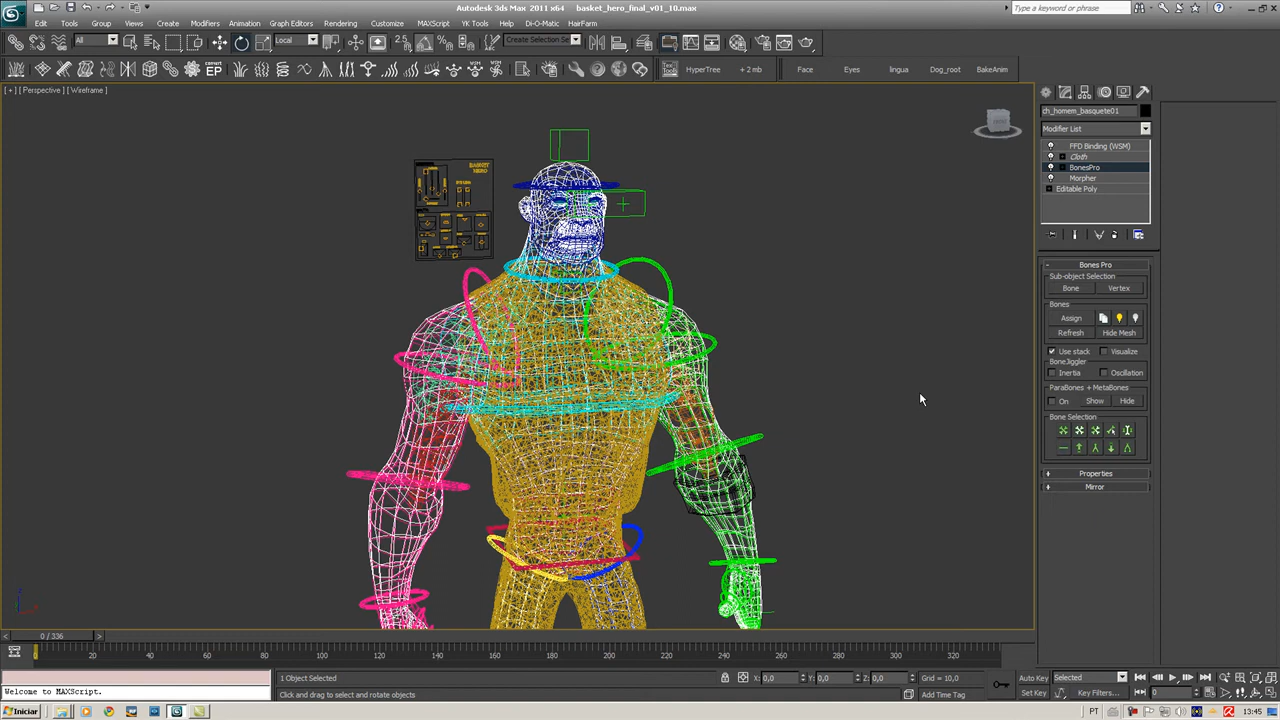 Autodesk 3ds Max 2011 x64 basket_hero_final_v01_10.max
Type a keyword or phrase
Edit Tools Group Views Create Modifiers Animation Graph Editors Rendering Customize MAXScript YK Tools Di-O-Matic HairFarm
All Local 2.5 Create Selection Se
EP HyperTree + 2 mb Face Eyes lingua Dog_root BakeAnim
[ + ] [ Perspective ] [ Wireframe ]
ch_homem_basquete01
Modifier List
FFD Binding (WSM)
Cloth
BonesPro
Morpher
Editable Poly
BASKET
HERO
- Bones Pro
Sub-object Selection
Bone Vertex
Bones
Assign
Refresh Hide Mesh
Use stack Visualize
BoneJiggler
Inertia Oscillation
ParaBones + MetaBones
On Show Hide
Bone Selection
+ Properties
+ Mirror
< 0 / 336 >
0 20 40 60 80 100 120 140 160 180 200 220 240 260 280 300 320
1 Object Selected X: 0,0 Y: 0,0 Z: 0,0 Grid = 10,0 Auto Key Selected
Welcome to MAXScript. Click and drag to select and rotate objects Add Time Tag Set Key Key Filters... 0
Iniciar PT 13:45